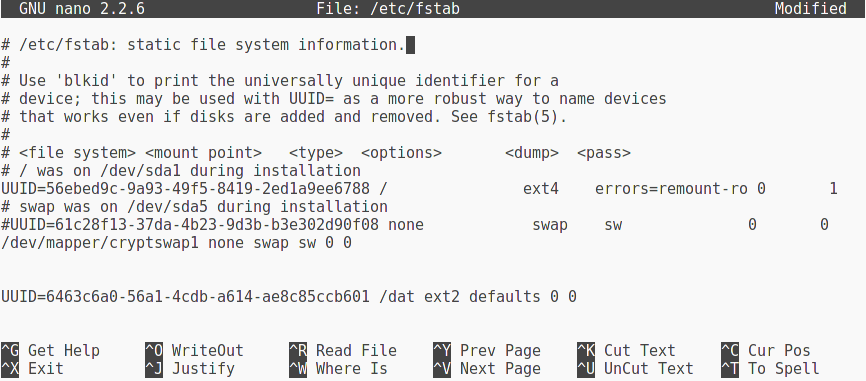 GNU nano 2.2.6 File: /etc/fstab Modified
# /etc/fstab: static file system information.
#
# Use 'blkid' to print the universally unique identifier for a
# device; this may be used with UUID= as a more robust way to name devices
# that works even if disks are added and removed. See fstab(5).
#
# <file system> <mount point> <type> <options> <dump> <pass>
# / was on /dev/sda1 during installation
UUID=56ebed9c-9a93-49f5-8419-2ed1a9ee6788 / ext4 errors=remount-ro 0 1
# swap was on /dev/sda5 during installation
#UUID=61c28f13-37da-4b23-9d3b-b3e302d90f08 none swap sw 0 0
/dev/mapper/cryptswap1 none swap sw 0 0
UUID=6463c6a0-56a1-4cdb-a614-ae8c85ccb601 /dat ext2 defaults 0 0
^G Get Help ^O WriteOut ^R Read File ^Y Prev Page ^K Cut Text ^C Cur Pos
^X Exit ^J Justify ^W Where Is ^V Next Page ^U UnCut Text ^T To Spell